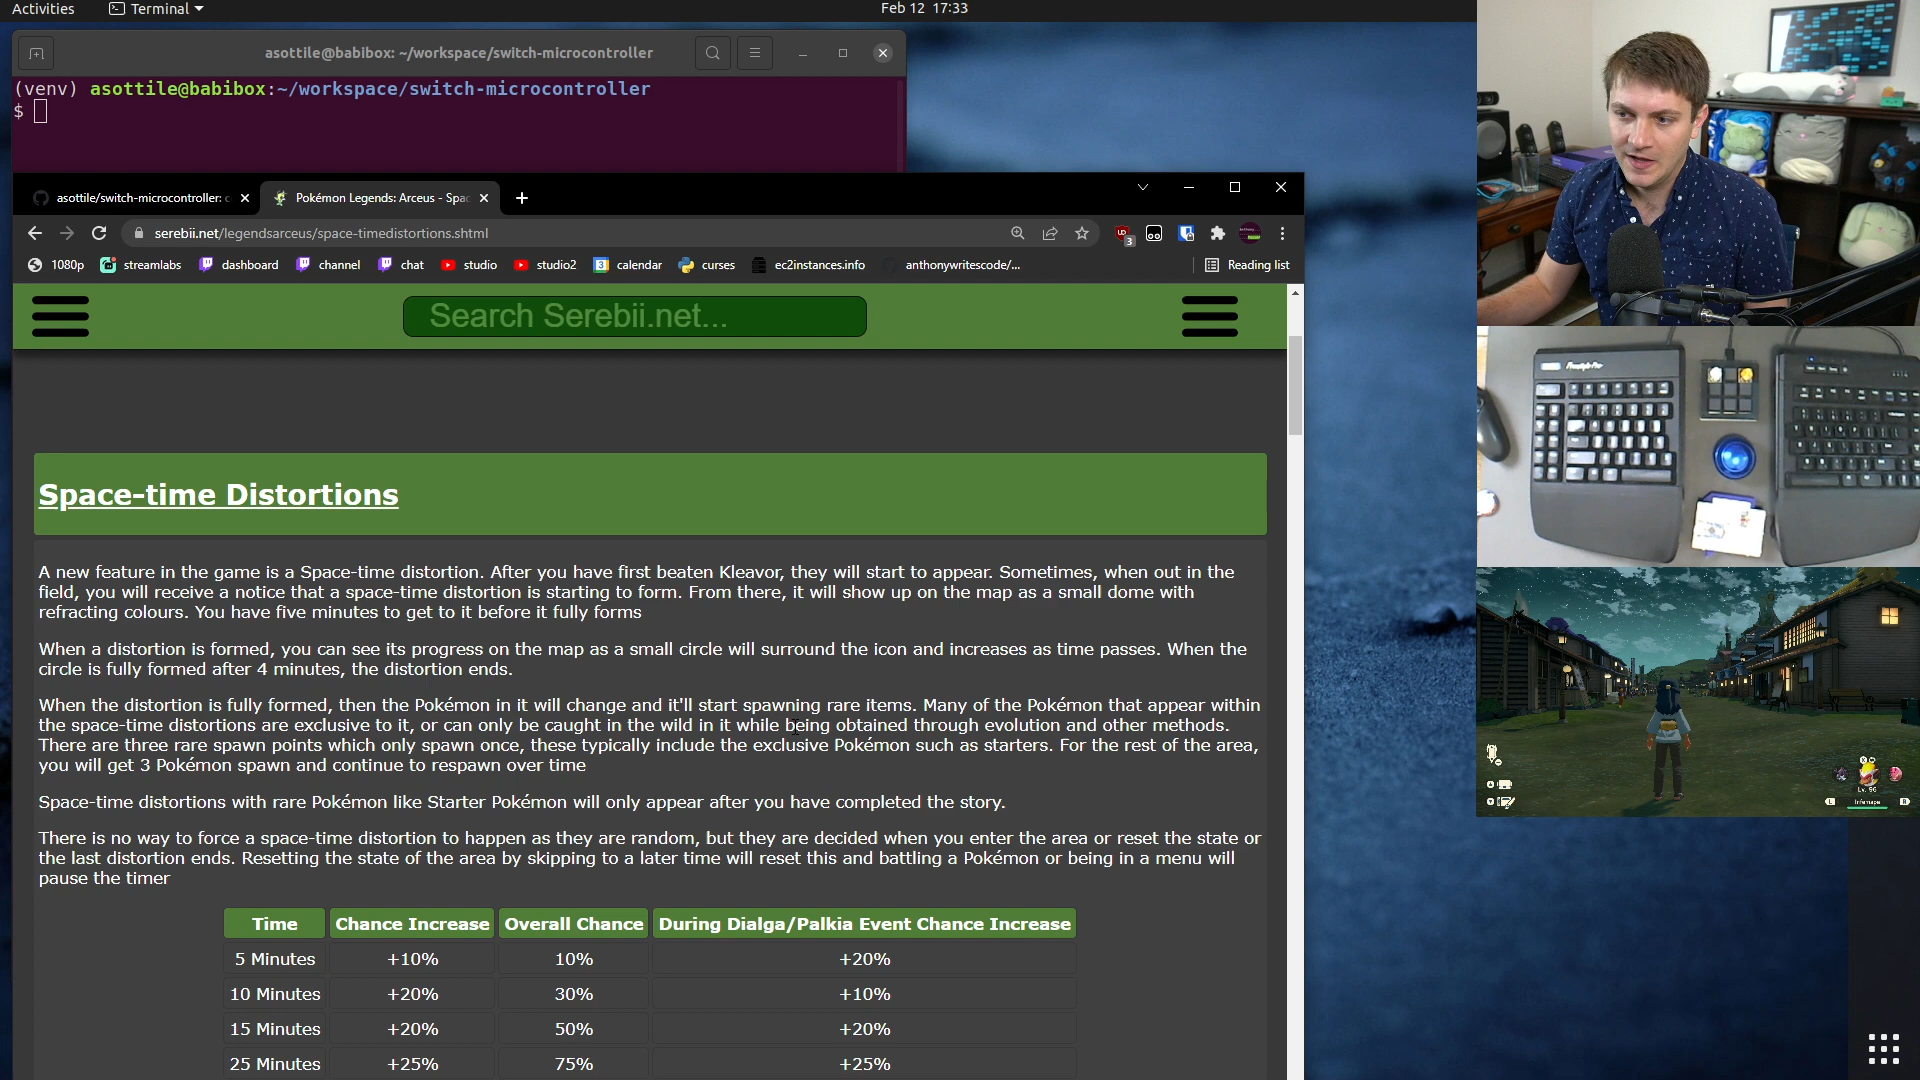 Activities
Terminal
Feb 12 17:33
asottile@babibox: ~/workspace/switch-microcontroller
(venv) asottile@babibox:~/workspace/switch-microcontroller
$
asottile/switch-microcontroller: c
Pokémon Legends: Arceus - Spac
serebii.net/legendsarceus/space-timedistortions.shtml
3
1080p
streamlabs
dashboard
channel
chat
studio
studio2
calendar
curses
ec2instances.info
anthonywritescode/...
Reading list
Search Serebii.net...
Space-time Distortions
A new feature in the game is a Space-time distortion. After you have first beaten Kleavor, they will start to appear. Sometimes, when out in the
field, you will receive a notice that a space-time distortion is starting to form. From there, it will show up on the map as a small dome with
refracting colours. You have five minutes to get to it before it fully forms
When a distortion is formed, you can see its progress on the map as a small circle will surround the icon and increases as time passes. When the
circle is fully formed after 4 minutes, the distortion ends.
When the distortion is fully formed, then the Pokémon in it will change and it'll start spawning rare items. Many of the Pokémon that appear within
the space-time distortions are exclusive to it, or can only be caught in the wild in it while being obtained through evolution and other methods.
There are three rare spawn points which only spawn once, these typically include the exclusive Pokémon such as starters. For the rest of the area,
you will get 3 Pokémon spawn and continue to respawn over time
Space-time distortions with rare Pokémon like Starter Pokémon will only appear after you have completed the story.
There is no way to force a space-time distortion to happen as they are random, but they are decided when you enter the area or reset the state or
the last distortion ends. Resetting the state of the area by skipping to a later time will reset this and battling a Pokémon or being in a menu will
pause the timer
Time Chance Increase Overall Chance During Dialga/Palkia Event Chance Increase
5 Minutes +10% 10% +20%
10 Minutes +20% 30% +10%
15 Minutes +20% 50% +20%
25 Minutes +25% 75% +25%
Freestyle Pro
Lv. 96
Infernape